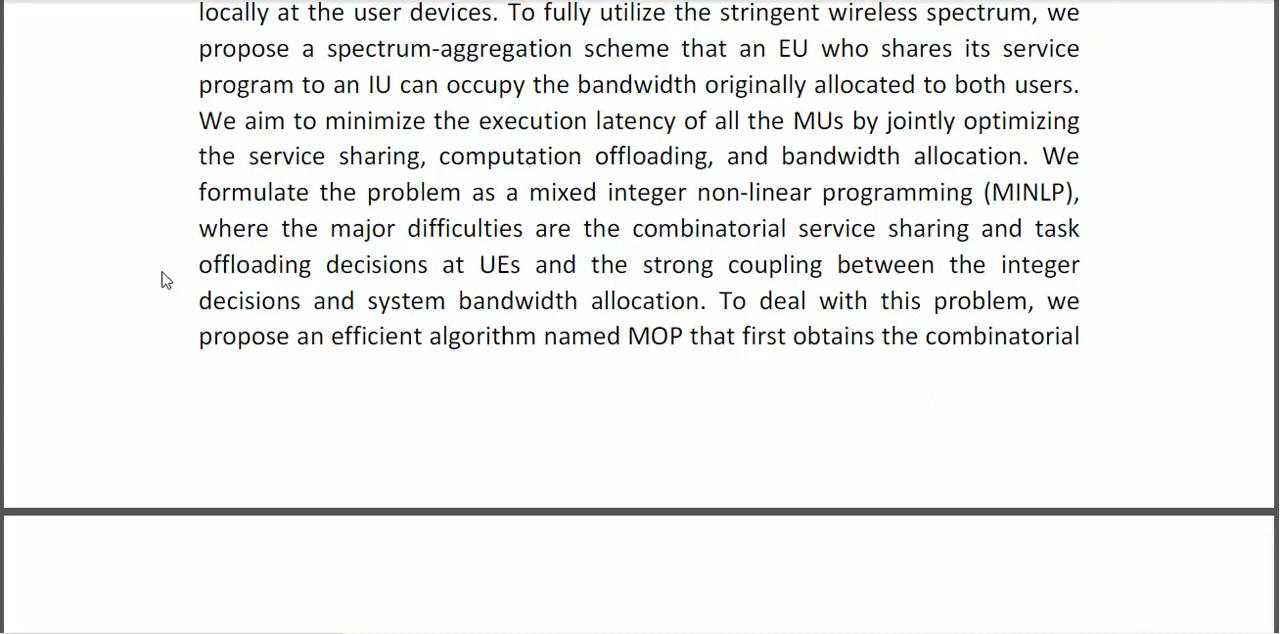 locally at the user devices. To fully utilize the stringent wireless spectrum, we
propose a spectrum-aggregation scheme that an EU who shares its service
program to an IU can occupy the bandwidth originally allocated to both users.
We aim to minimize the execution latency of all the MUs by jointly optimizing
the service sharing, computation offloading, and bandwidth allocation. We
formulate the problem as a mixed integer non-linear programming (MINLP),
where the major difficulties are the combinatorial service sharing and task
offloading decisions at UEs and the strong coupling between the integer
decisions and system bandwidth allocation. To deal with this problem, we
propose an efficient algorithm named MOP that first obtains the combinatorial